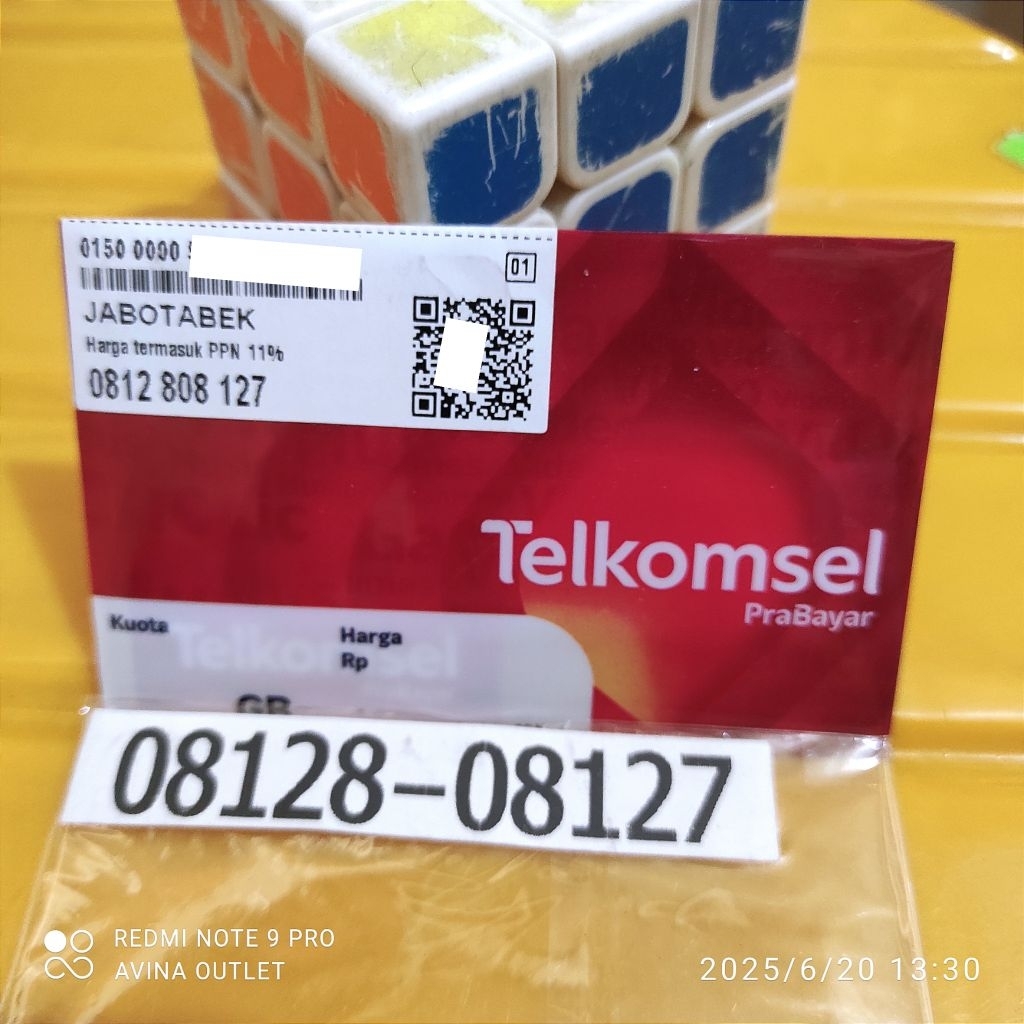 0150 0000
01
JABOTABEK
Harga termasuk PPN 11%
0812 808 127
Telkomsel
PraBayar
Kuota
Harga
Rp
Telkomsel
GB
08128-08127
REDMI NOTE 9 PRO
AVINA OUTLET
2025/6/20 13:30